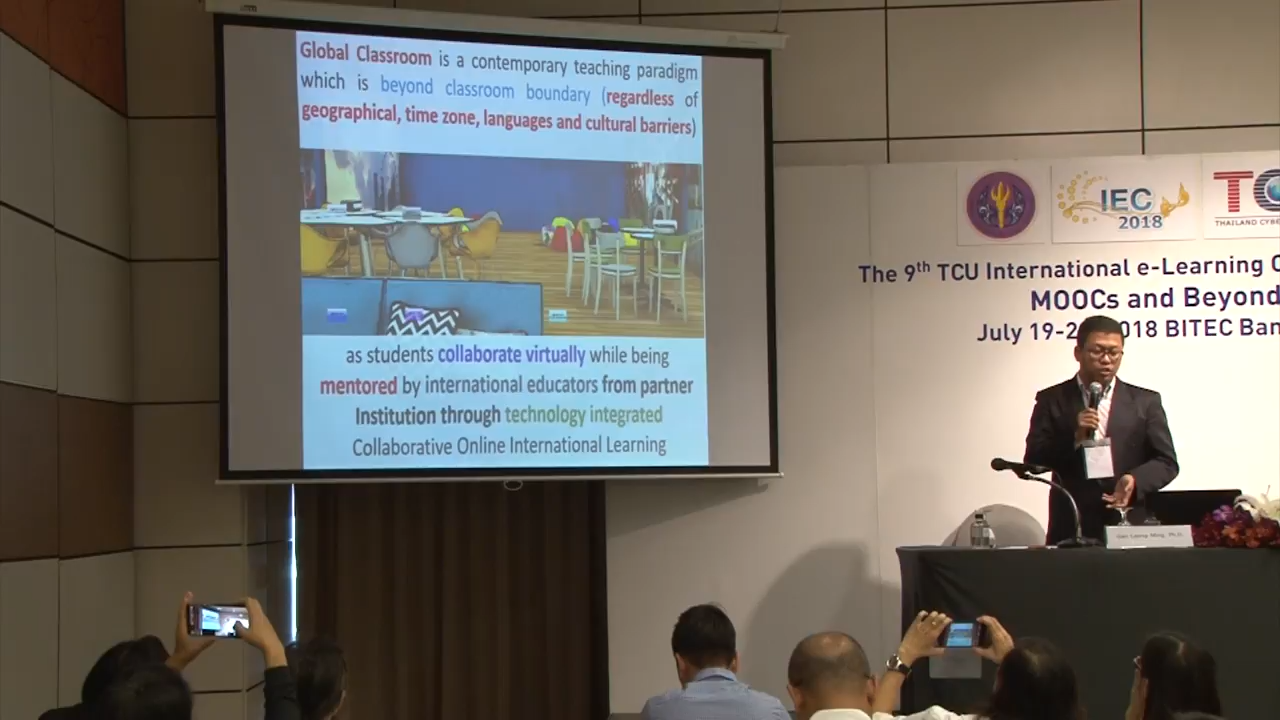 Global Classroom is a contemporary teaching paradigm
which is beyond classroom boundary (regardless of
geographical, time zone, languages and cultural barriers)
as students collaborate virtually while being
mentored by international educators from partner
Institution through technology integrated
Collaborative Online International Learning
IEC
2018
THAILAND CYBE
The 9th TCU International e-Learning
MOOCs and Beyond
July 19-2 2018 BITEC Ban